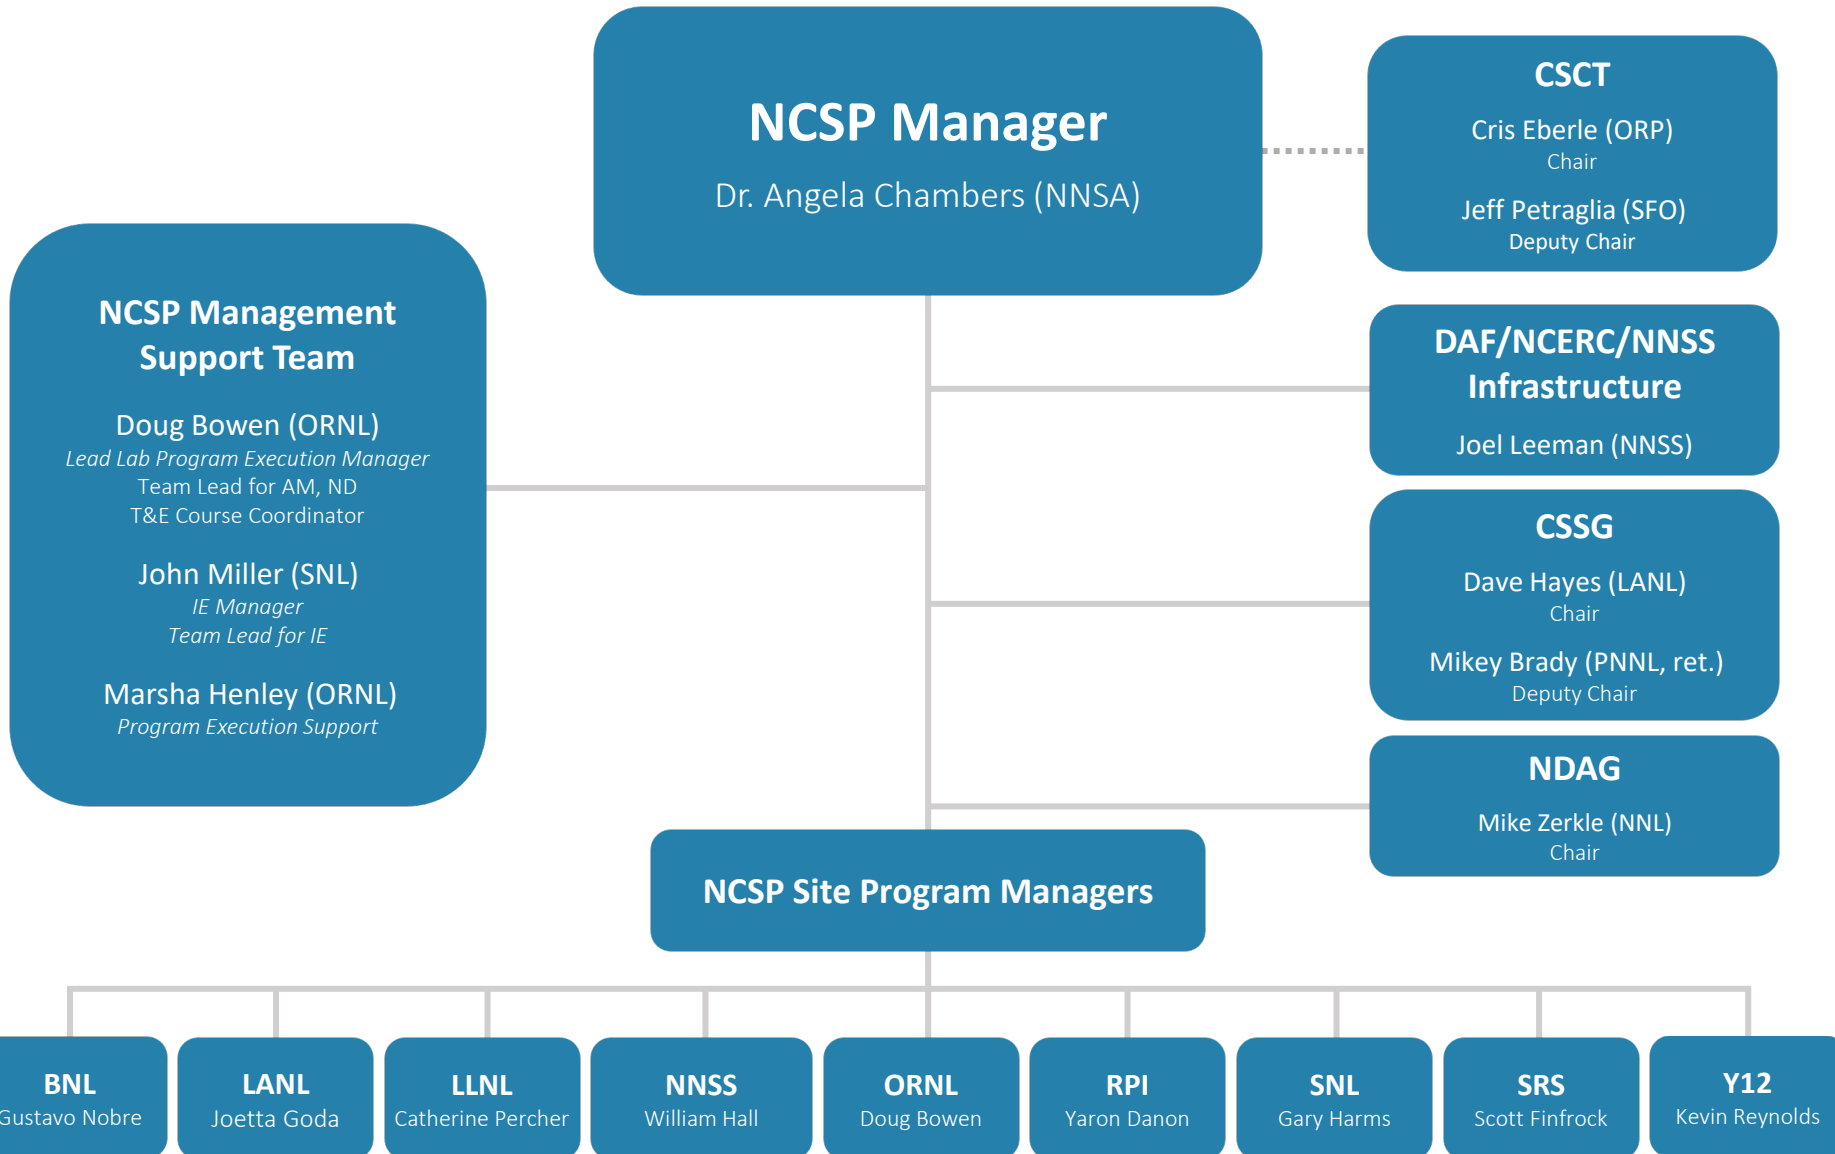 NCSP Manager
Dr. Angela Chambers (NNSA)
CSCT
Cris Eberle (ORP)
Chair
Jeff Petraglia (SFO)
Deputy Chair
NCSP Management
Support Team
Doug Bowen (ORNL)
Lead Lab Program Execution Manager
Team Lead for AM, ND
T&E Course Coordinator
John Miller (SNL)
IE Manager
Team Lead for IE
Marsha Henley (ORNL)
Program Execution Support
DAF/NCERC/NNSS
Infrastructure
Joel Leeman (NNSS)
CSSG
Dave Hayes (LANL)
Chair
Mikey Brady (PNNL, ret.)
Deputy Chair
NDAG
Mike Zerkle (NNL)
Chair
NCSP Site Program Managers
BNL
Gustavo Nobre
LANL
Joetta Goda
LLNL
Catherine Percher
NNSS
William Hall
ORNL
Doug Bowen
RPI
Yaron Danon
SNL
Gary Harms
SRS
Scott Finfrock
Y12
Kevin Reynolds